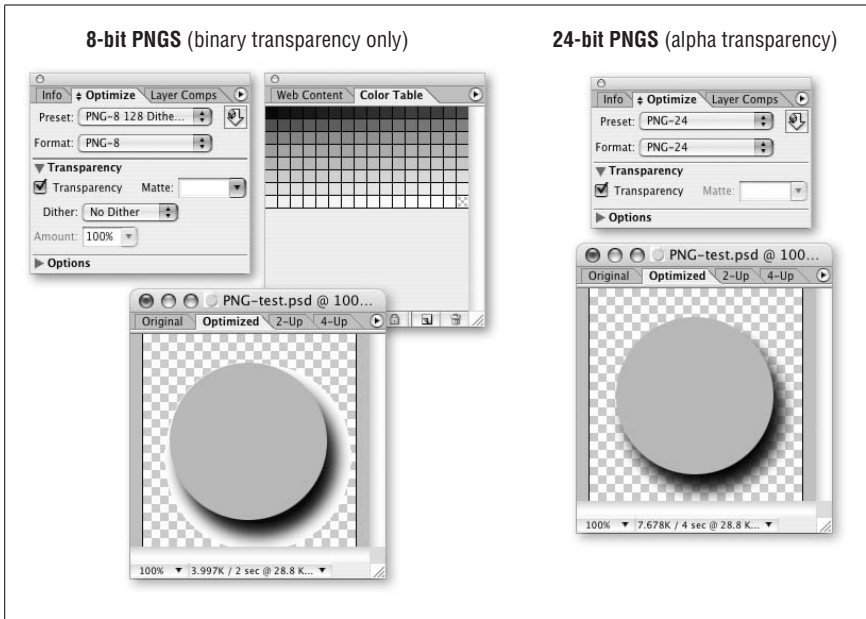 8-bit PNGS (binary transparency only)
24-bit PNGS (alpha transparency)
Info Optimize Layer Comps
Preset: PNG-8 128 Dithe...
Format: PNG-8
Transparency
Transparency Matte:
Dither: No Dither
Amount: 100%
Options
Web Content Color Table
PNG-test.psd @ 100...
Original Optimized 2-Up 4-Up
100% 3.997K / 2 sec @ 28.8 K...
Info Optimize Layer Comps
Preset: PNG-24
Format: PNG-24
Transparency
Transparency Matte:
Options
PNG-test.psd @ 100...
Original Optimized 2-Up 4-Up
100% 7.678K / 4 sec @ 28.8 K...